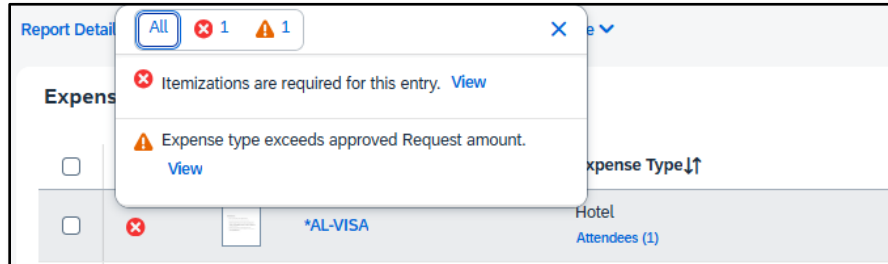 Report Detail
All 1 1
e
Itemizations are required for this entry. View
Expens
Expense type exceeds approved Request amount.
View
xpense Type
*AL-VISA
Hotel
Attendees (1)